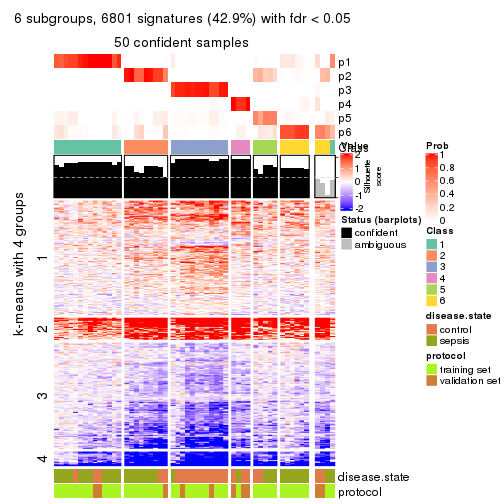 6 subgroups, 6801 signatures (42.9%) with fdr < 0.05
50 confident samples
p1
p2
p3
p4
p5
p6
Class
Silhouette
score
k-means with 4 groups
1
2
3
4
disease.state
protocol
Value
2
1
0
-1
-2
Status (barplots)
confident
ambiguous
Prob
1
0.8
0.6
0.4
0.2
0
Class
1
2
3
4
5
6
disease.state
control
sepsis
protocol
training set
validation set